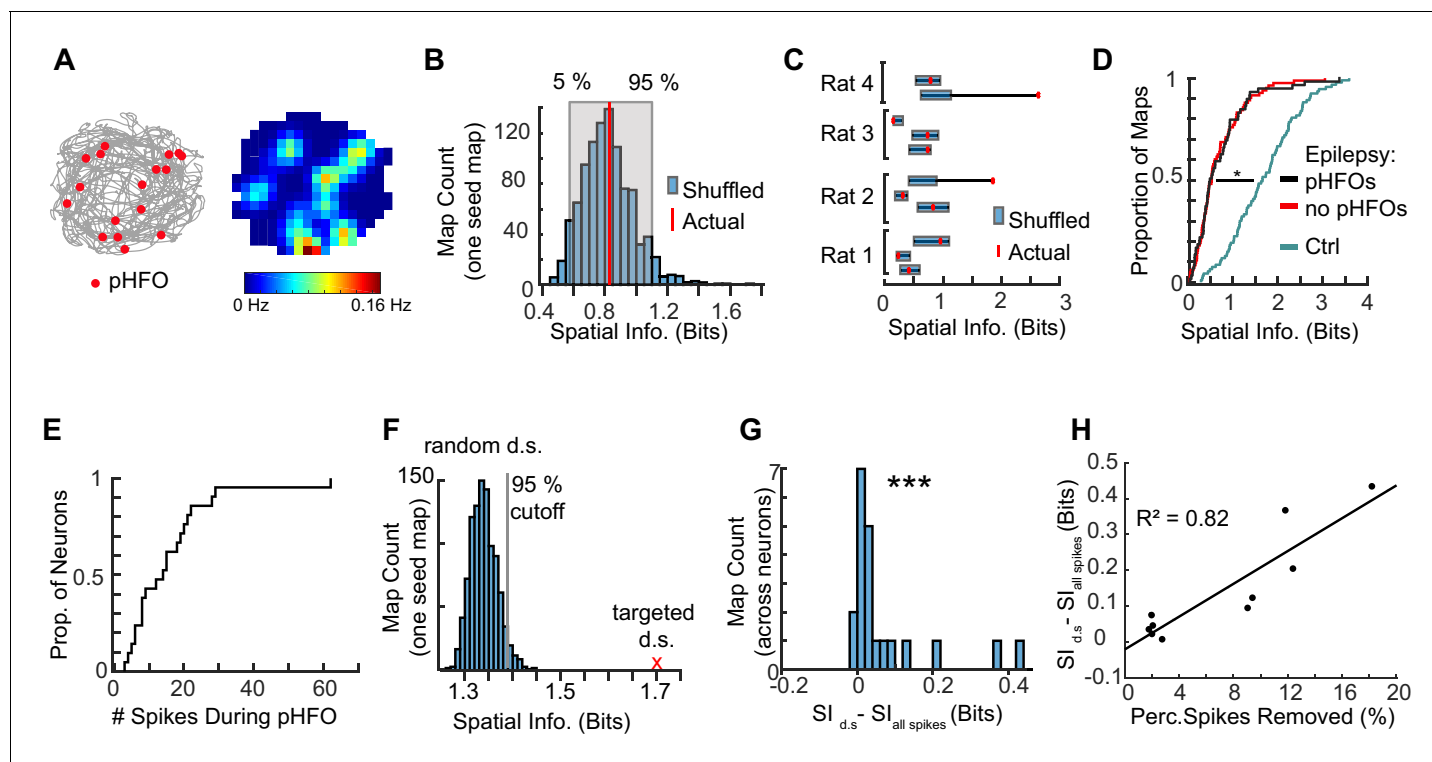 A
pHFO
0 Hz
0.16 Hz
B
5 %
95 %
120
80
40
0
Map Count
(one seed map)
Shuffled
Actual
0.4
0.8
1.2
1.6
Spatial Info. (Bits)
C
Rat 4
Rat 3
Rat 2
Rat 1
Shuffled
Actual
0
1
2
3
Spatial Info. (Bits)
D
1
0.5
0
Proportion of Maps
*
Epilepsy:
pHFOs
no pHFOs
Ctrl
0
1
2
3
4
Spatial Info. (Bits)
E
1
0.5
0
Prop. of Neurons
0
20
40
60
# Spikes During pHFO
F
random d.s.
150
0
Map Count
(one seed map)
95 %
cutoff
targeted
d.s.
x
1.3
1.5
1.7
Spatial Info. (Bits)
G
7
0
Map Count
(across neurons)
***
-0.2
0
0.2
0.4
SI d.s - SI all spikes (Bits)
H
0.5
0.4
0.3
0.2
0.1
0
-0.1
SI d.s - SI all spikes (Bits)
R² = 0.82
0
4
8
12
16
20
Perc.Spikes Removed (%)